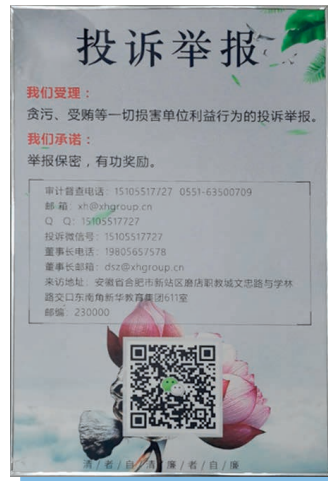 投诉举报
我们受理：
贪污、受贿等一切损害单位利益行为的投诉举报。
我们承诺：
举报保密，有功奖励。
审计督查电话：15105517727 0551-63500709
邮 箱：xh@xhgroup.cn
Q Q：15105517727
投诉微信号：15105517727
董事长电话：19805657578
董事长邮箱：dsz@xhgroup.cn
来访地址：安徽省合肥市新站区磨店职教城文忠路与学林
路交口东南角新华教育集团611室
邮编：230000
清/者/自/清/廉/者/自/廉